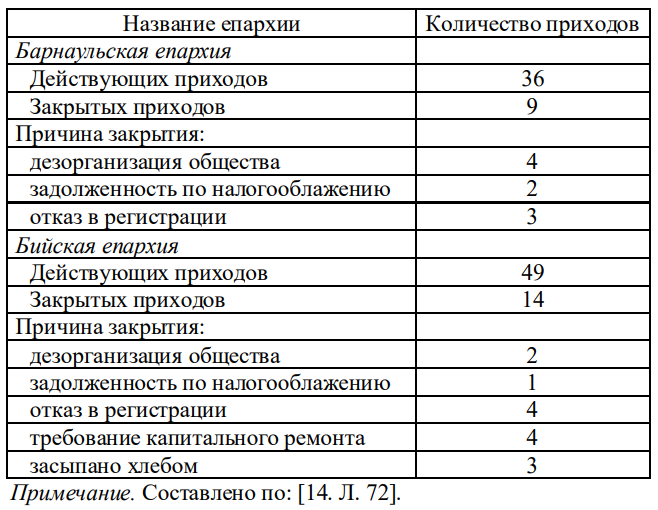 Название епархии Количество приходов
Барнаульская епархия
Действующих приходов 36
Закрытых приходов 9
Причина закрытия:
дезорганизация общества 4
задолженность по налогооблажению 2
отказ в регистрации 3
Бийская епархия
Действующих приходов 49
Закрытых приходов 14
Причина закрытия:
дезорганизация общества 2
задолженность по налогооблажению 1
отказ в регистрации 4
требование капитального ремонта 4
засыпано хлебом 3
Примечание. Составлено по: [14. Л. 72].